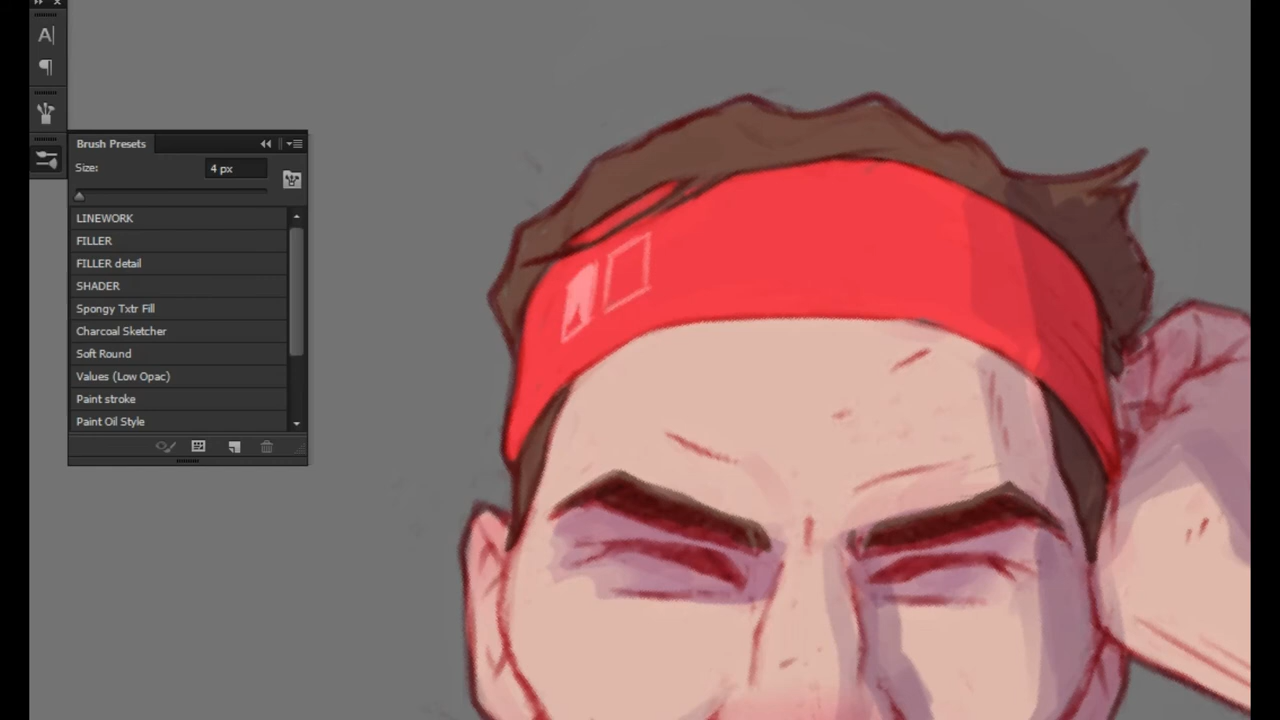 A|
Brush Presets
Size: 4 px
LINEWORK
FILLER
FILLER detail
SHADER
Spongy Txtr Fill
Charcoal Sketcher
Soft Round
Values (Low Opac)
Paint stroke
Paint Oil Style